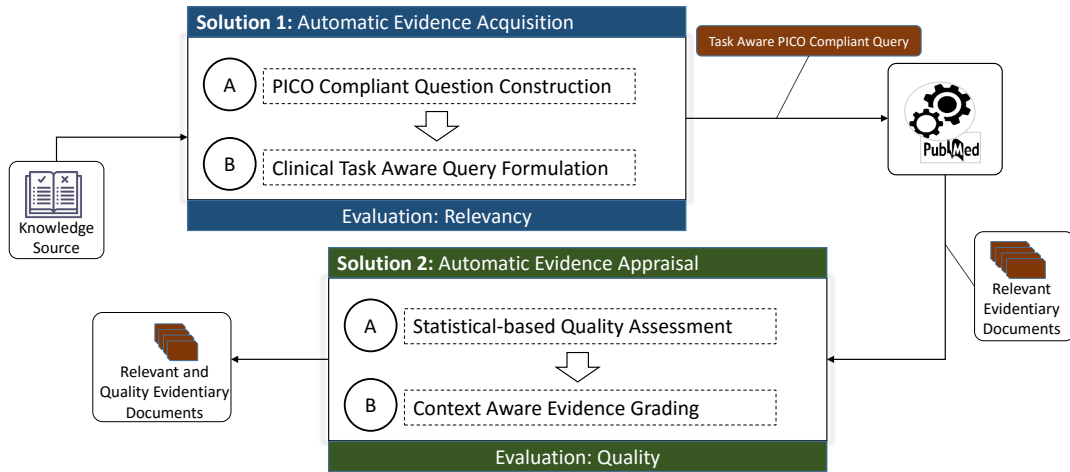 Solution 1: Automatic Evidence Acquisition
A
PICO Compliant Question Construction
B
Clinical Task Aware Query Formulation
Evaluation: Relevancy
Knowledge
Source
Task Aware PICO Compliant Query
PubMed
Relevant
Evidentiary
Documents
Solution 2: Automatic Evidence Appraisal
A
Statistical-based Quality Assessment
B
Context Aware Evidence Grading
Evaluation: Quality
Relevant and
Quality Evidentiary
Documents